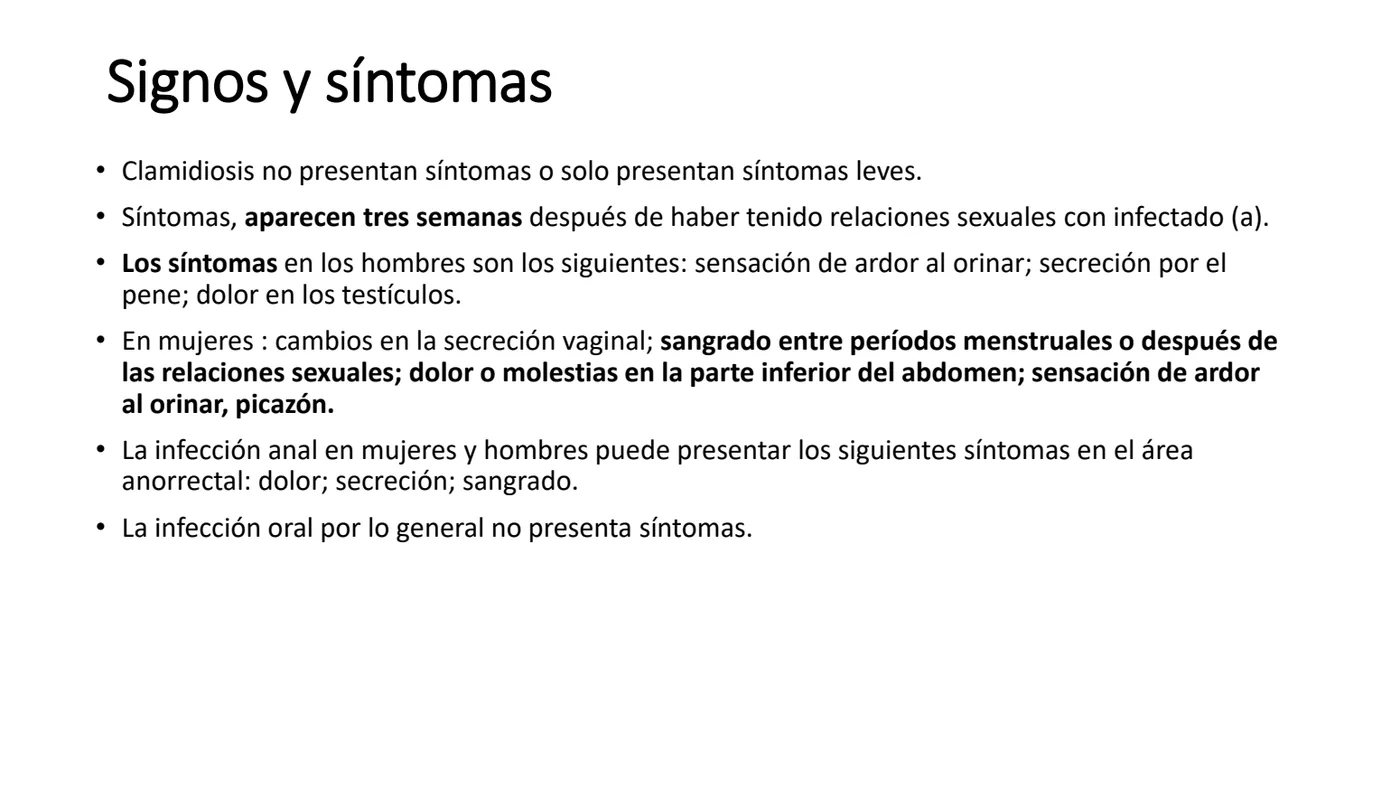 Signos y síntomas
• Clamidiosis no presentan síntomas o solo presentan síntomas leves.
• Síntomas, aparecen tres semanas después de haber tenido relaciones sexuales con infectado (a).
• Los síntomas en los hombres son los siguientes: sensación de ardor al orinar; secreción por el
pene; dolor en los testículos.
• En mujeres : cambios en la secreción vaginal; sangrado entre períodos menstruales o después de
las relaciones sexuales; dolor o molestias en la parte inferior del abdomen; sensación de ardor
al orinar, picazón.
• La infección anal en mujeres y hombres puede presentar los siguientes síntomas en el área
anorrectal: dolor; secreción; sangrado.
• La infección oral por lo general no presenta síntomas.